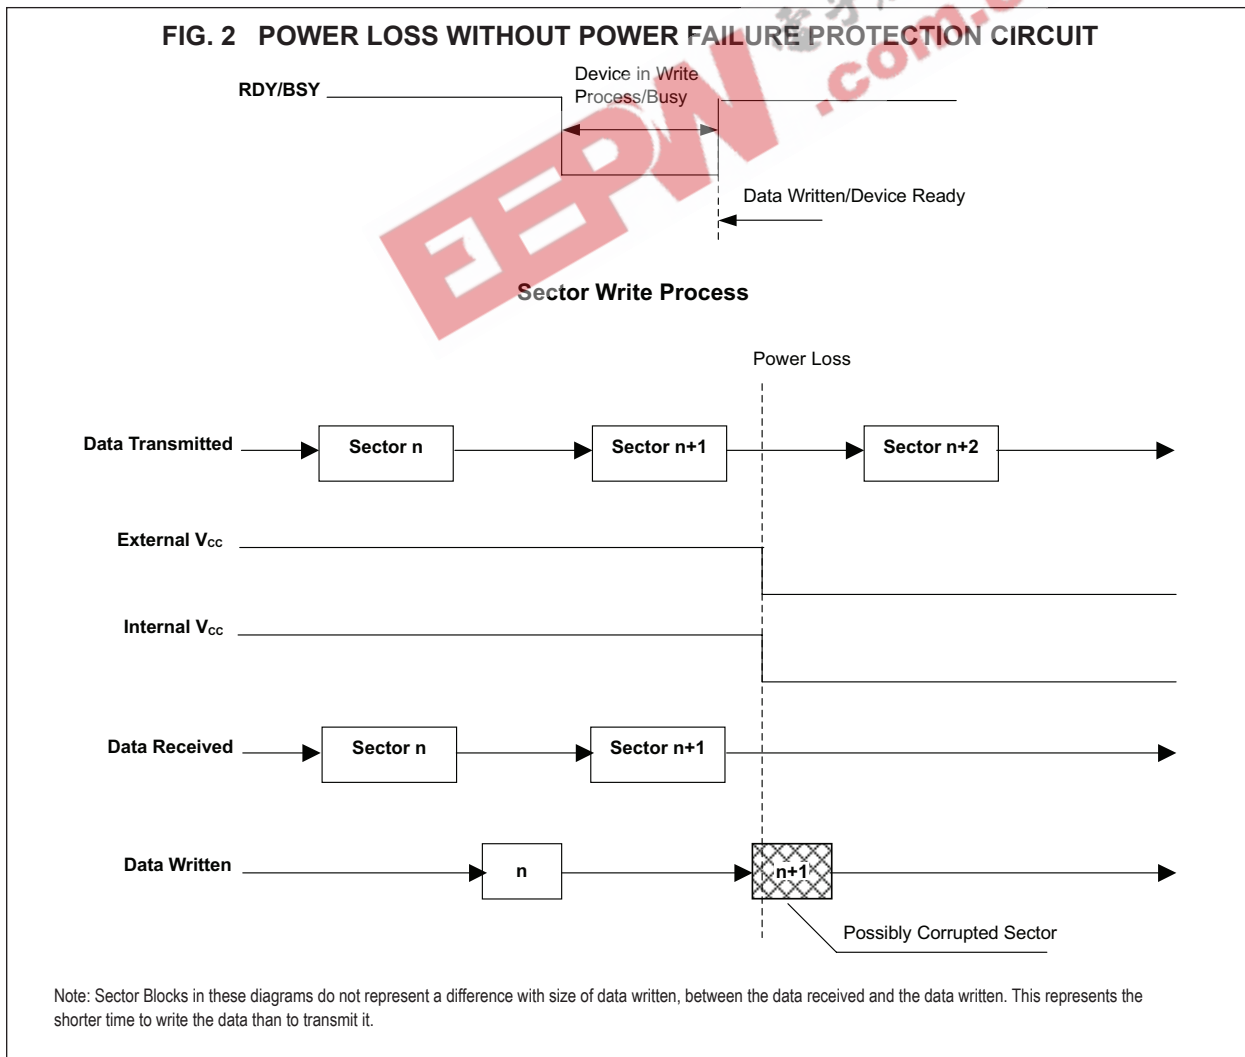 FIG. 2 POWER LOSS WITHOUT POWER FAILURE PROTECTION CIRCUIT
Device in Write
Process/Busy
RDY/BSY
Data Written/Device Ready
EEPW
.com.
Sector Write Process
Power Loss
Data Transmitted
Sector n
Sector n+1
Sector n+2
External Vcc
Internal Vcc
Data Received
Sector n
Sector n+1
Data Written
n
n+1
Possibly Corrupted Sector
Note: Sector Blocks in these diagrams do not represent a difference with size of data written, between the data received and the data written. This represents the
shorter time to write the data than to transmit it.